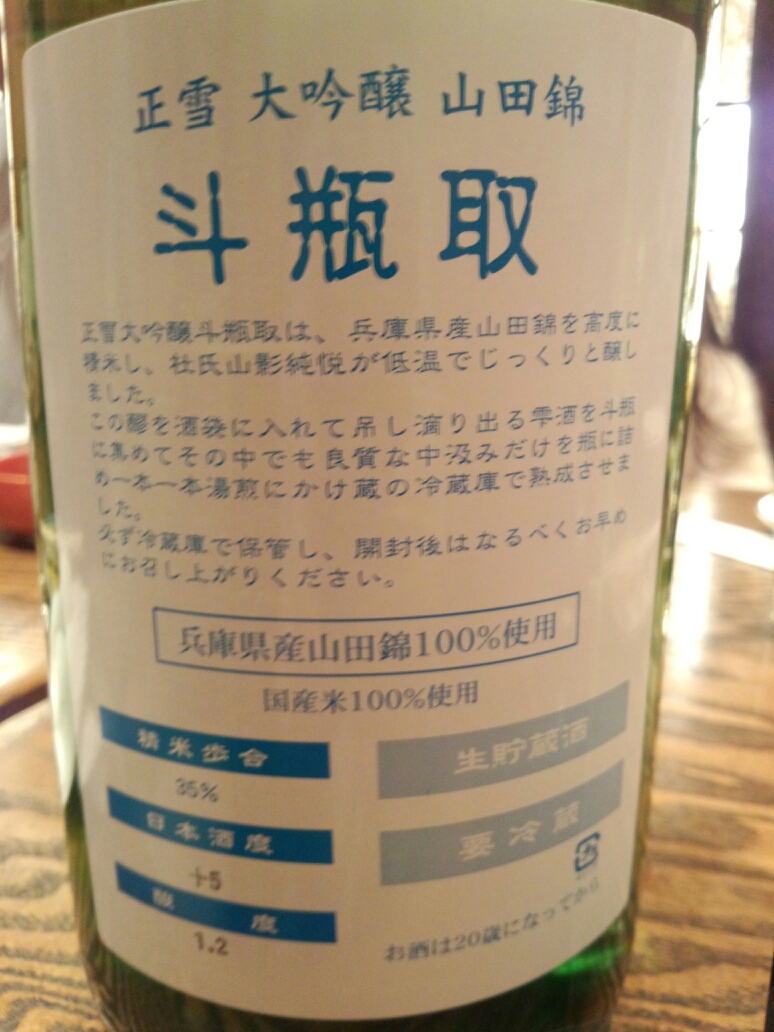 正雪 大吟醸 山田錦
斗瓶取
正雪大吟醸斗瓶取は、兵庫県産山田錦を高度に
精米し、杜氏山影純悦が低温でじっくりと醸し
ました。
この醪を酒袋に入れて吊し滴り出る雫酒を斗瓶
に集めてその中でも良質な中汲みだけを瓶に詰
め一本一本湯煎にかけ蔵の冷蔵庫で熟成させま
した。
必ず冷蔵庫で保管し、開封後はなるべくお早め
にお召し上がりください。
兵庫県産山田錦100%使用
国産米100%使用
精米歩合
35%
日本酒度
+5
酸度
1.2
生貯蔵酒
要冷蔵
お酒は20歳になってから